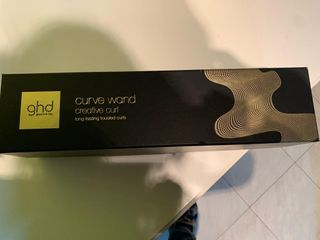 ghd
curve wand
creative curl
long-lasting tousled curls